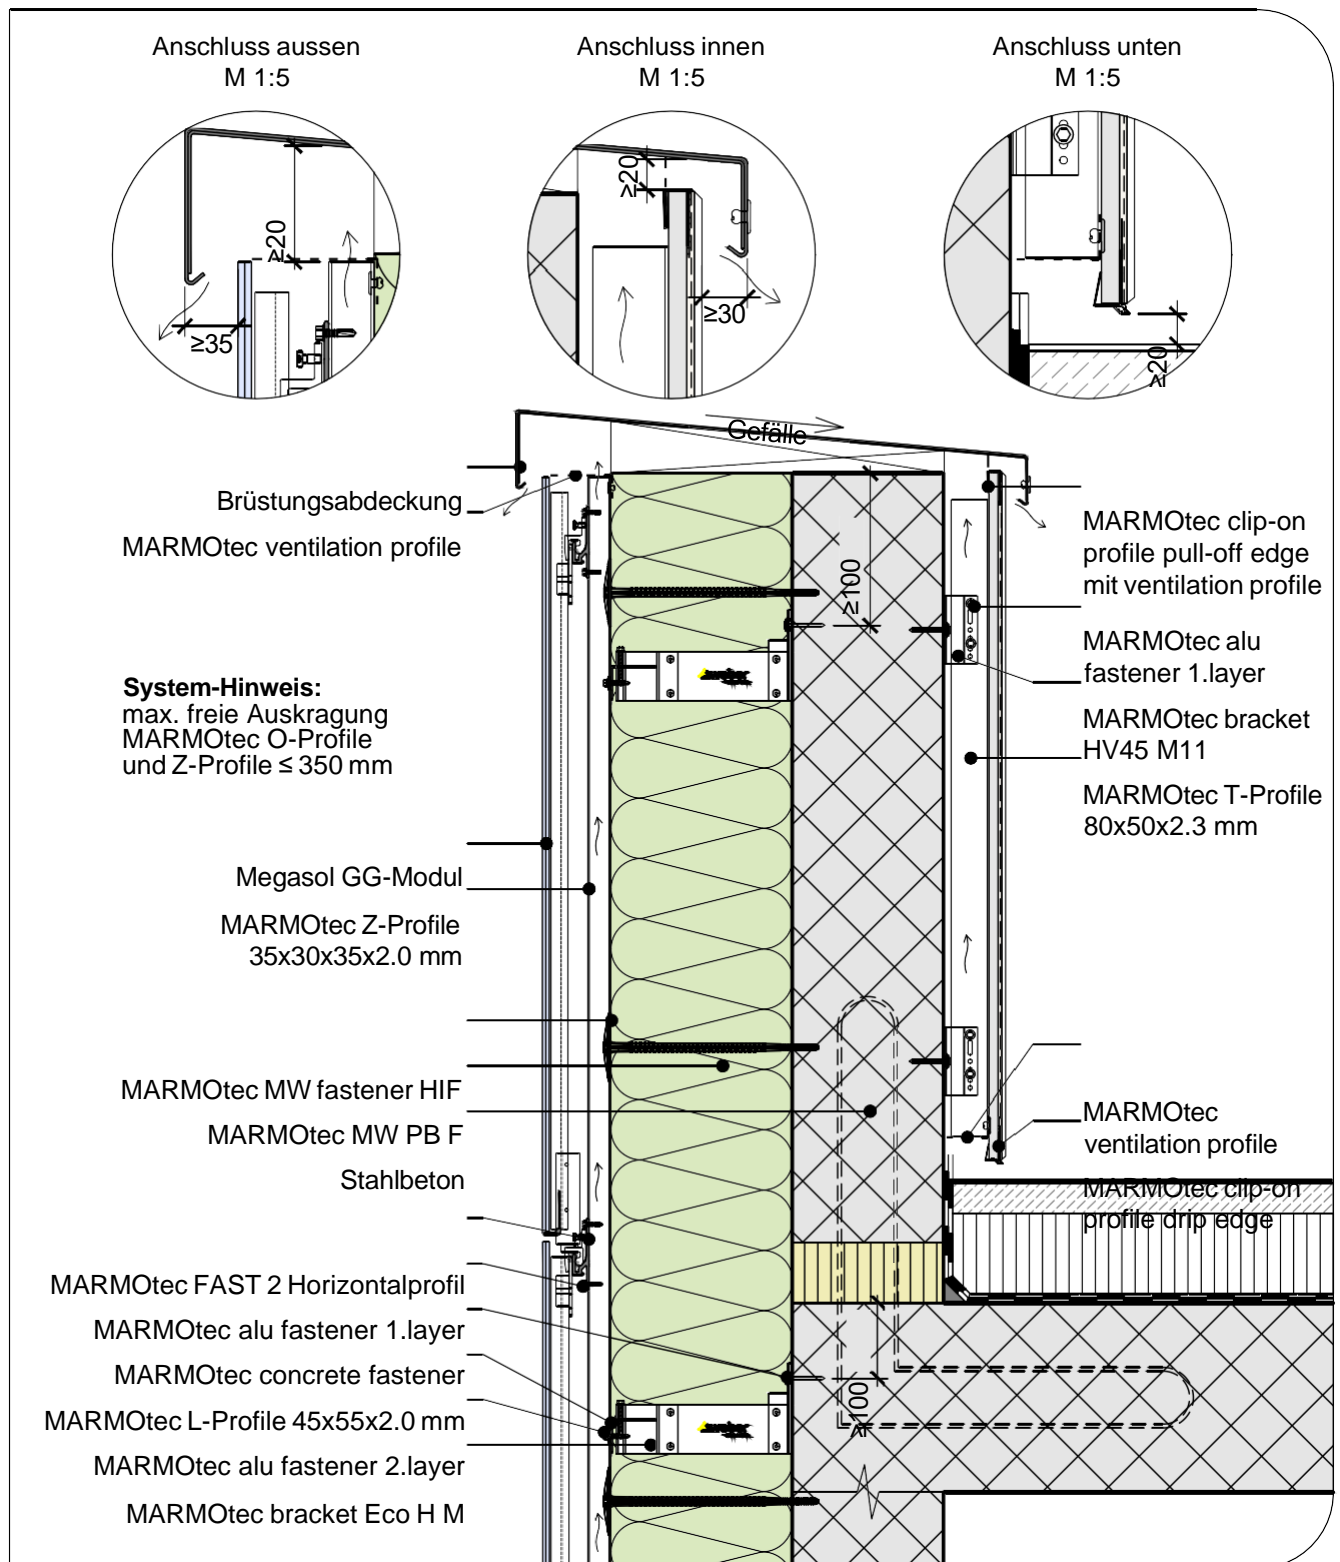 Anschluss aussen
M 1:5
Anschluss innen
M 1:5
Anschluss unten
M 1:5
≥20
≥35
≥20
≥30
≥20
Gefälle
Brüstungsabdeckung
MARMOtec ventilation profile
System-Hinweis:
max. freie Auskragung
MARMOtec O-Profile
und Z-Profile ≤ 350 mm
Megasol GG-Modul
MARMOtec Z-Profile
35x30x35x2.0 mm
MARMOtec MW fastener HIF
MARMOtec MW PB F
Stahlbeton
MARMOtec FAST 2 Horizontalprofil
MARMOtec alu fastener 1.layer
MARMOtec concrete fastener
MARMOtec L-Profile 45x55x2.0 mm
MARMOtec alu fastener 2.layer
MARMOtec bracket Eco H M
≥100
≥100
MARMOtec clip-on
profile pull-off edge
mit ventilation profile
MARMOtec alu
fastener 1.layer
MARMOtec bracket
HV45 M11
MARMOtec T-Profile
80x50x2.3 mm
MARMOtec
ventilation profile
MARMOtec clip-on
profile drip edge